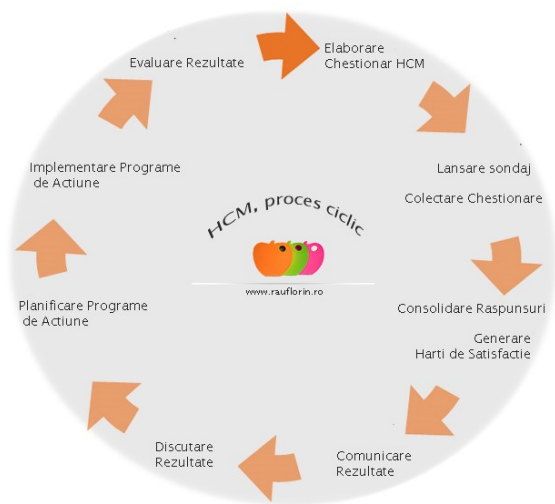 Elaborare
Chestionar HCM
Lansare sondaj
Colectare Chestionare
Consolidare Raspunsuri
Generare
Harti de Satisfactie
Comunicare
Rezultate
Discutare
Rezultate
Planificare Programe
de Actiune
Implementare Programe
de Actiune
Evaluare Rezultate
HCM, proces ciclic
www.rauflorin.ro